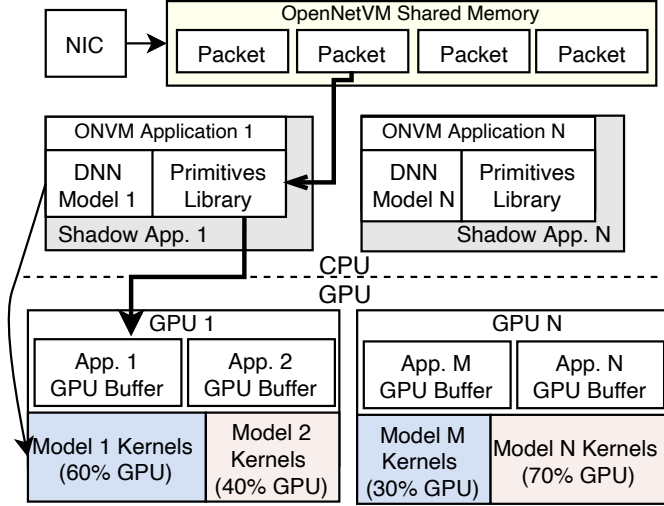 OpenNetVM Shared Memory
NIC
Packet
Packet
Packet
Packet
ONVM Application 1
DNN
Model 1
Primitives
Library
Shadow App. 1
ONVM Application N
DNN
Model N
Primitives
Library
Shadow App. N
CPU
GPU
GPU 1
App. 1
GPU Buffer
App. 2
GPU Buffer
Model 1 Kernels
(60% GPU)
Model 2
Kernels
(40% GPU)
GPU N
App. M
GPU Buffer
App. N
GPU Buffer
Model M
Kernels
(30% GPU)
Model N Kernels
(70% GPU)